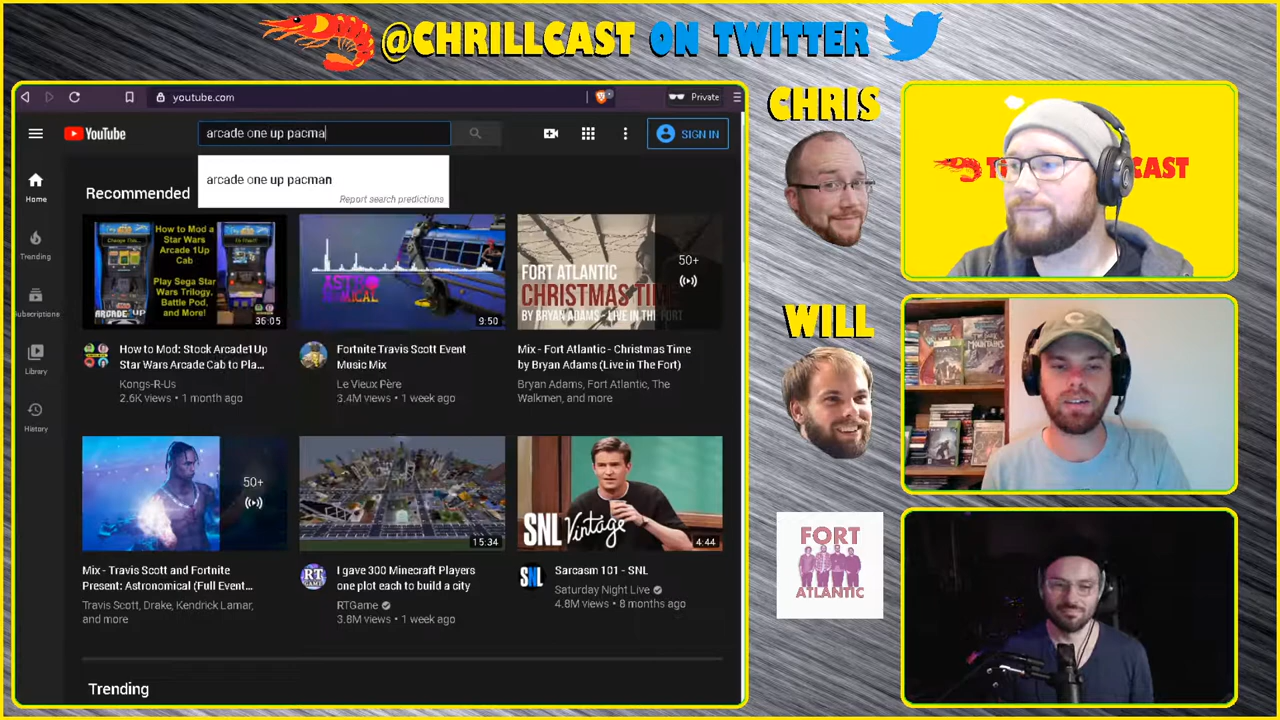 @CHRILLCAST ON TWITTER
youtube.com
Private
YouTube
arcade one up pacma
SIGN IN
arcade one up pacman
Report search predictions
Home
Trending
Subscriptions
Library
History
Recommended
How to Mod a
Star Wars
Arcade 1Up
Cab
Play Sega Star
Wars Trilogy,
Battle Pod,
and More!
ARCADE1UP
36:05
How to Mod: Stock Arcade1Up
Star Wars Arcade Cab to Pla...
Kongs-R-Us
2.6K views • 1 month ago
9:50
Fortnite Travis Scott Event
Music Mix
Le Vieux Père
3.4M views • 1 week ago
FORT ATLANTIC
CHRISTMAS TIME
BY BRYAN ADAMS - LIVE IN THE FORT
50+
Mix - Fort Atlantic - Christmas Time
by Bryan Adams (Live in The Fort)
Bryan Adams, Fort Atlantic, The
Walkmen, and more
50+
Mix - Travis Scott and Fortnite
Present: Astronomical (Full Event...
Travis Scott, Drake, Kendrick Lamar,
and more
15:34
RT
GAME
I gave 300 Minecraft Players
one plot each to build a city
RTGame
3.8M views • 1 week ago
SNL Vintage
4:44
SNL
Sarcasm 101 - SNL
Saturday Night Live
4.8M views • 8 months ago
Trending
CHRIS
CAST
WILL
FORT
ATLANTIC